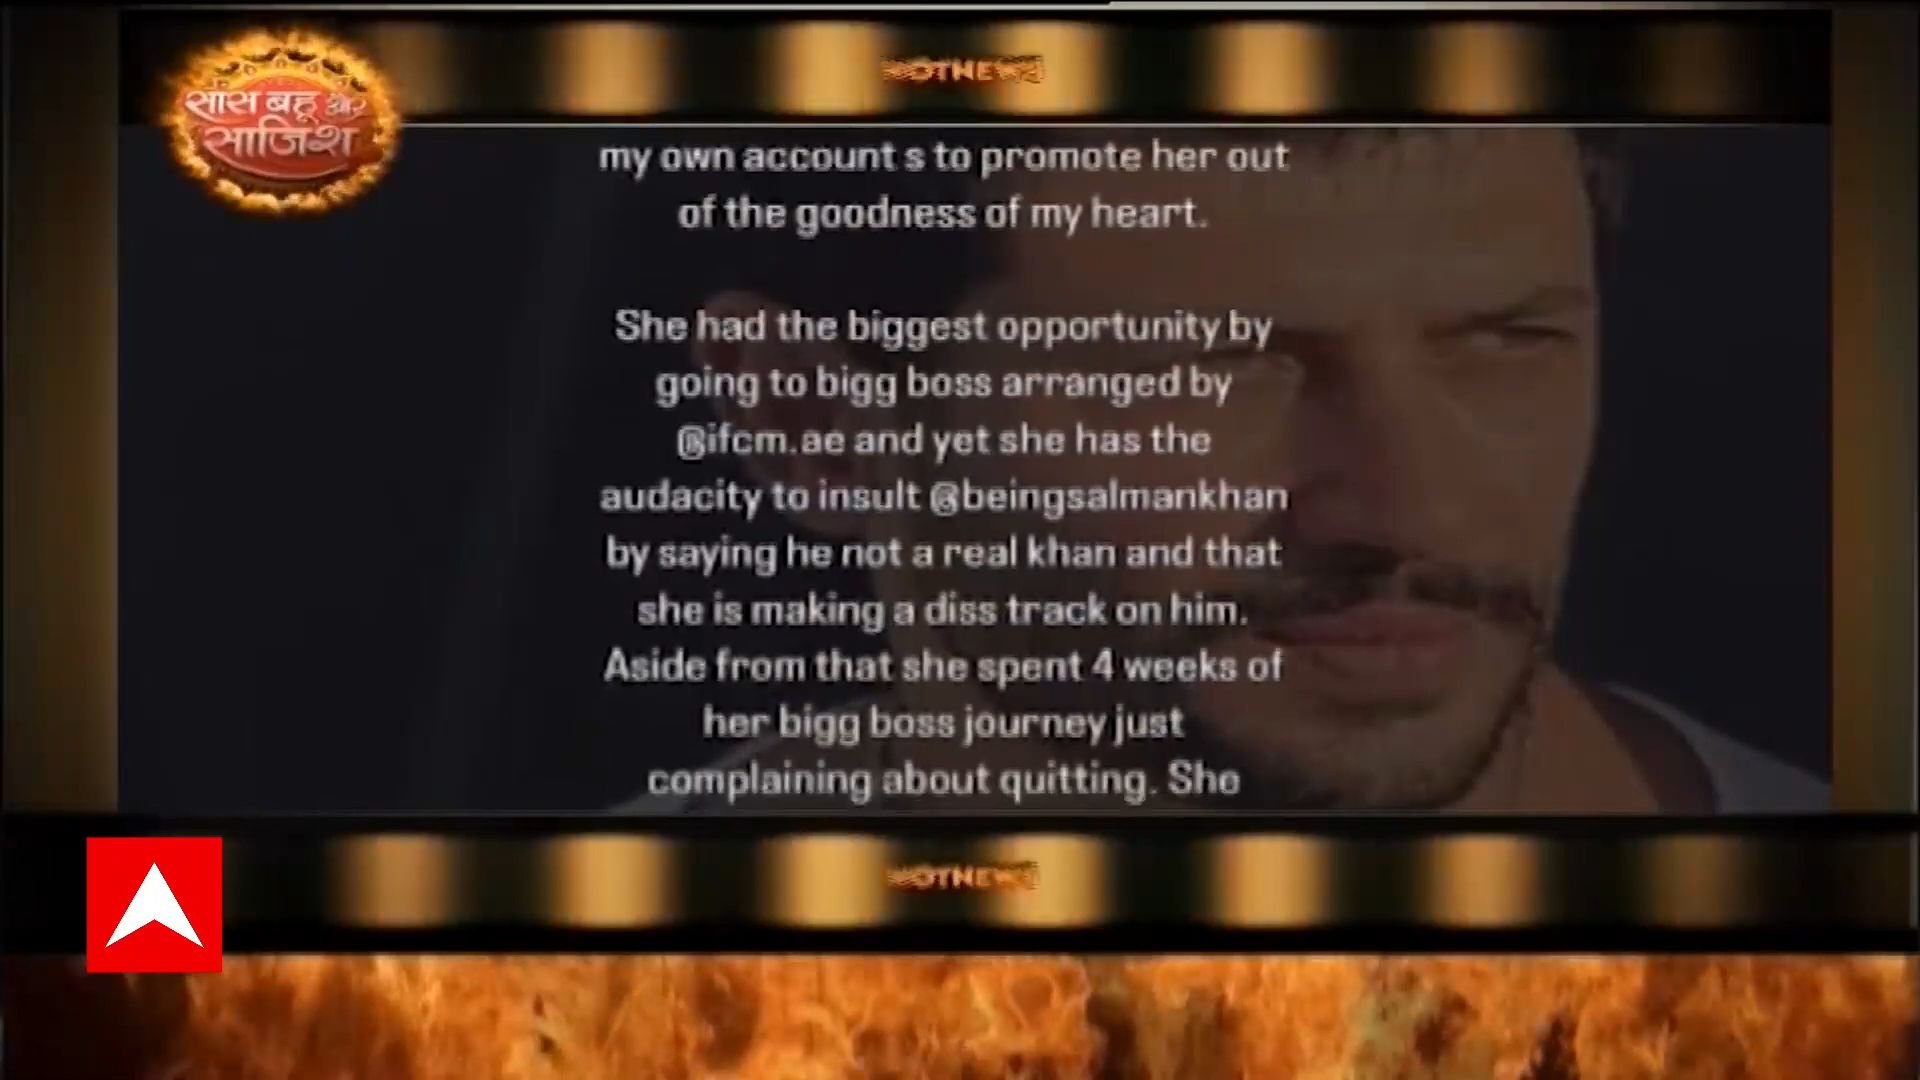 HOTNEWS
सास बहू और
साजिश
my own account s to promote her out
of the goodness of my heart.
She had the biggest opportunity by
going to bigg boss arranged by
@ifcm.ae and yet she has the
audacity to insult @beingsalmankhan
by saying he not a real khan and that
she is making a diss track on him.
Aside from that she spent 4 weeks of
her bigg boss journey just
complaining about quitting. She
HOTNEWS